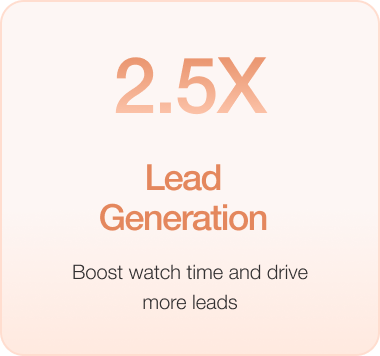 2.5X
Lead
Generation
Boost watch time and drive
more leads